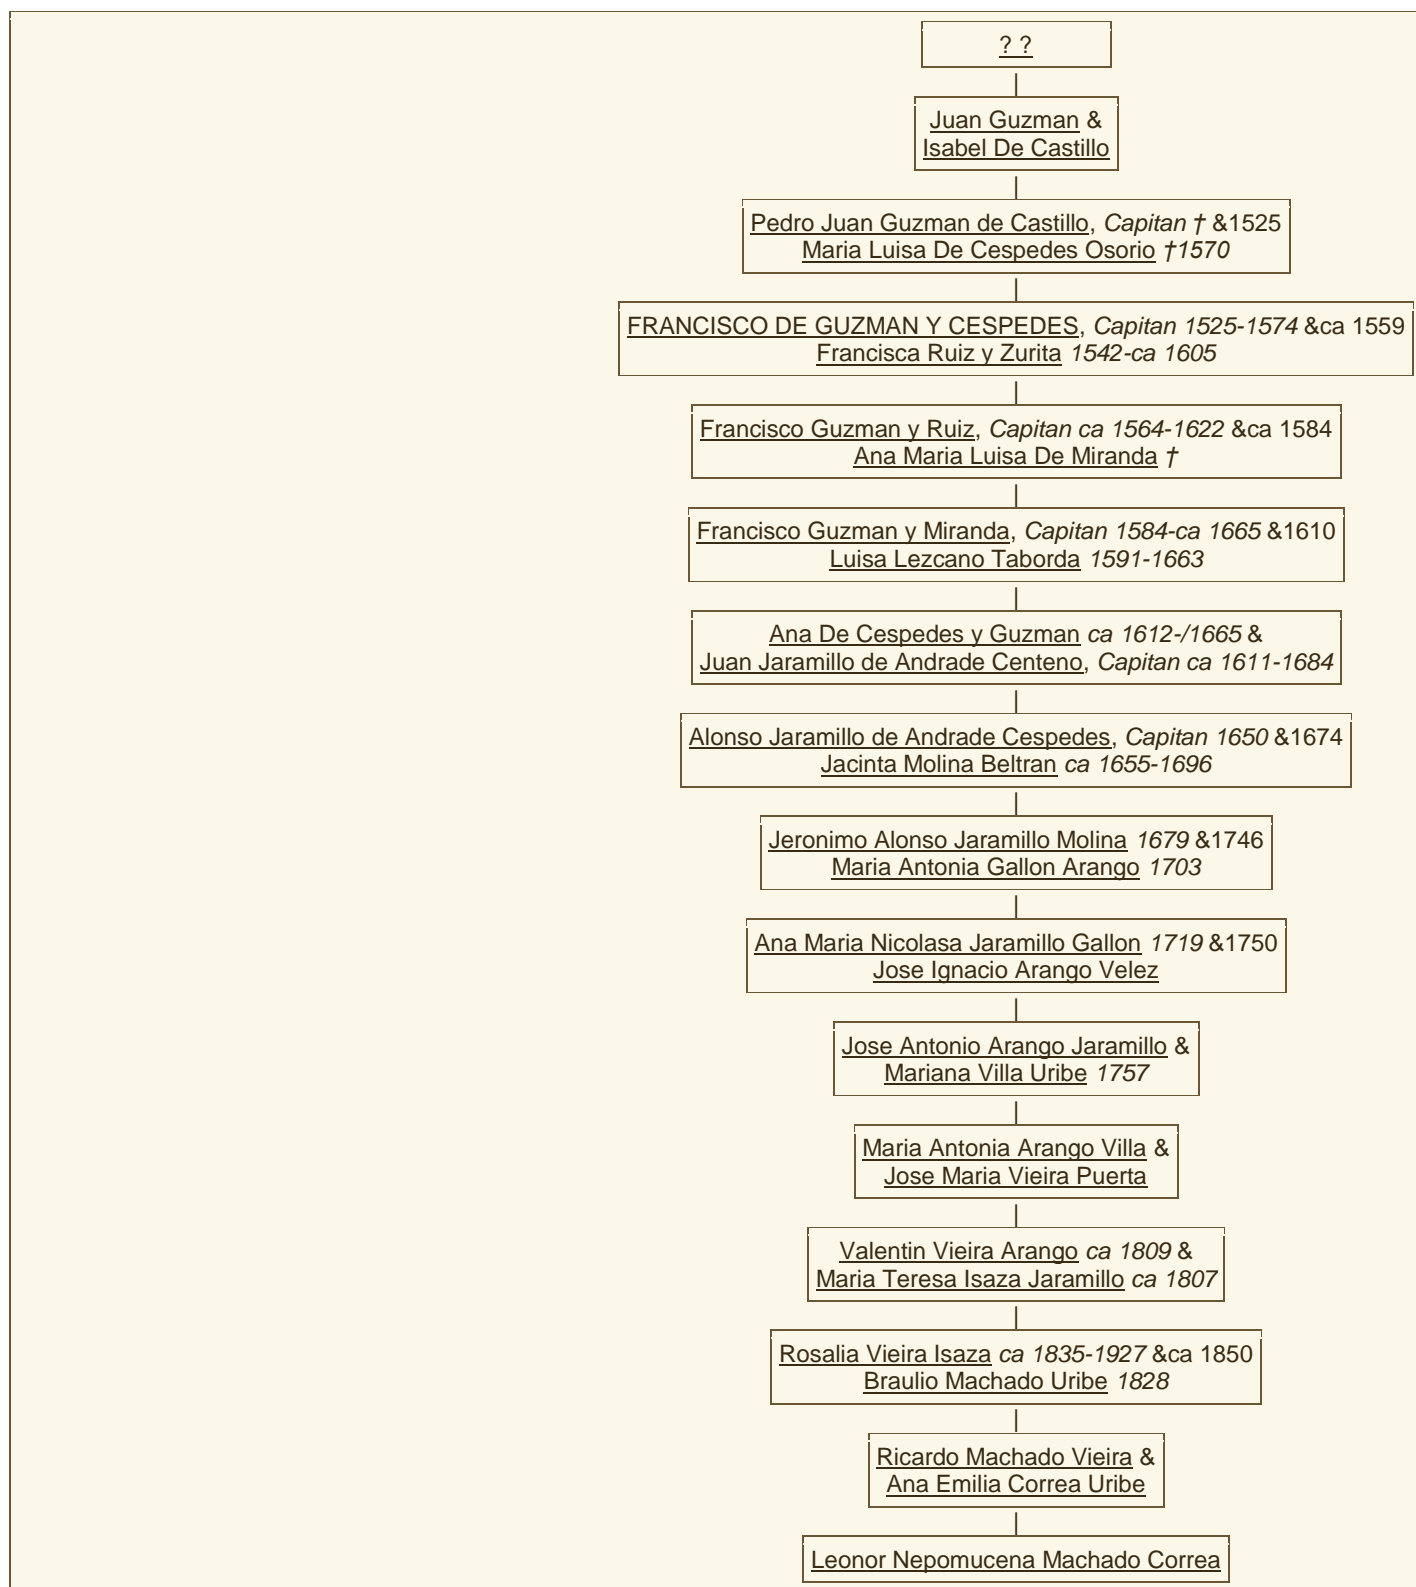 ? ?
Juan Guzman &
Isabel De Castillo
Pedro Juan Guzman de Castillo, Capitan † &1525
Maria Luisa De Cespedes Osorio †1570
FRANCISCO DE GUZMAN Y CESPEDES, Capitan 1525-1574 &ca 1559
Francisca Ruiz y Zurita 1542-ca 1605
Francisco Guzman y Ruiz, Capitan ca 1564-1622 &ca 1584
Ana Maria Luisa De Miranda †
Francisco Guzman y Miranda, Capitan 1584-ca 1665 &1610
Luisa Lezcano Taborda 1591-1663
Ana De Cespedes y Guzman ca 1612-/1665 &
Juan Jaramillo de Andrade Centeno, Capitan ca 1611-1684
Alonso Jaramillo de Andrade Cespedes, Capitan 1650 &1674
Jacinta Molina Beltran ca 1655-1696
Jeronimo Alonso Jaramillo Molina 1679 &1746
Maria Antonia Gallon Arango 1703
Ana Maria Nicolasa Jaramillo Gallon 1719 &1750
Jose Ignacio Arango Velez
Jose Antonio Arango Jaramillo &
Mariana Villa Uribe 1757
Maria Antonia Arango Villa &
Jose Maria Vieira Puerta
Valentin Vieira Arango ca 1809 &
Maria Teresa Isaza Jaramillo ca 1807
Rosalia Vieira Isaza ca 1835-1927 &ca 1850
Braulio Machado Uribe 1828
Ricardo Machado Vieira &
Ana Emilia Correa Uribe
Leonor Nepomucena Machado Correa